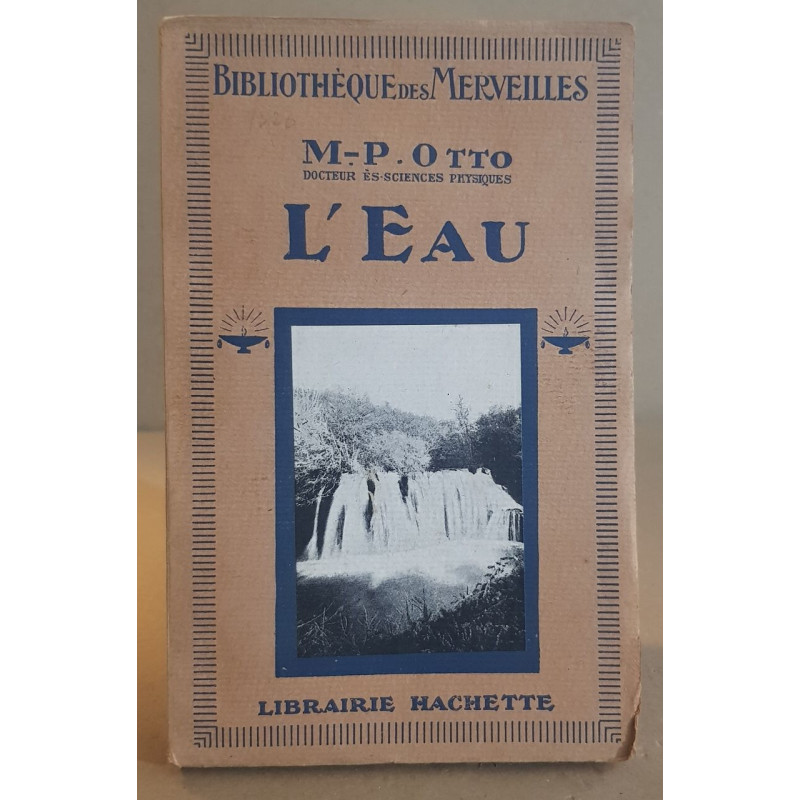 BIBLIOTHÈQUE DES MERVEILLES
M-P. OTTO
DOCTEUR ÈS-SCIENCES PHYSIQUES
L'EAU
LIBRAIRIE HACHETTE